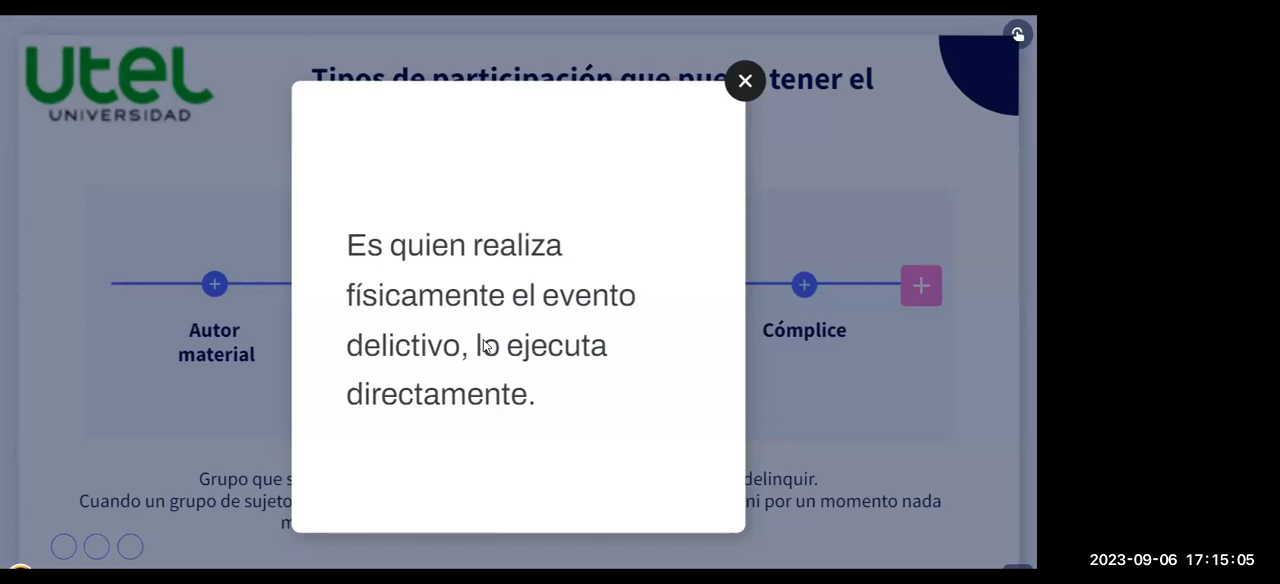 utel
UNIVERSIDAD
Tipos de participación que tener el
Es quien realiza
físicamente el evento
delictivo, lo ejecuta
directamente.
Autor
material
Cómplice
Grupo que delinquir.
Cuando un grupo de sujeto ni por un momento nada
2023-09-06 17:15:05